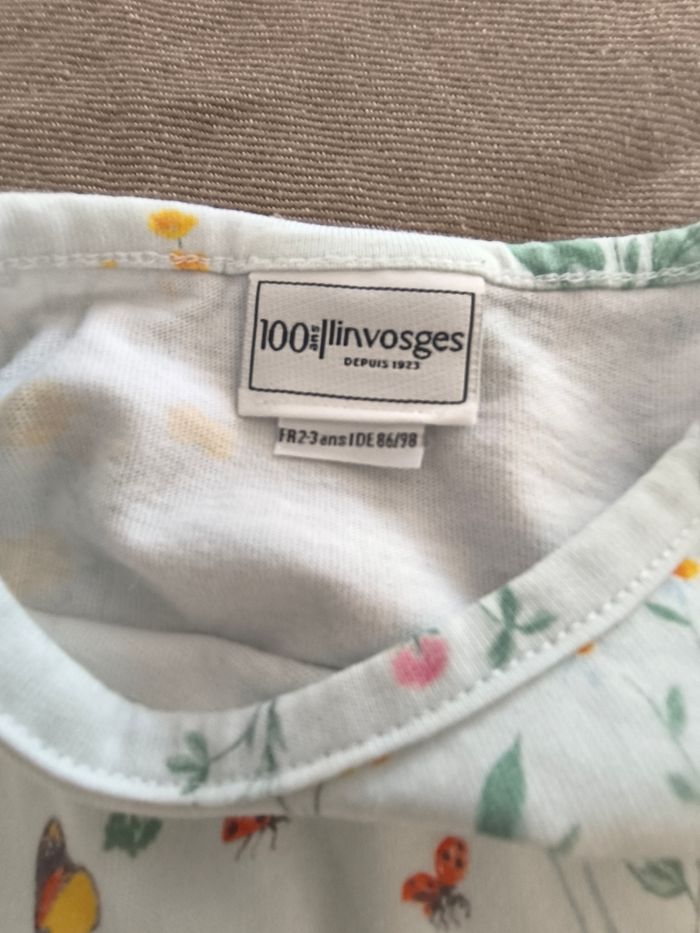 100 ans linvosges
DEPUIS 1923
FR 2-3 ans I DE 86/98